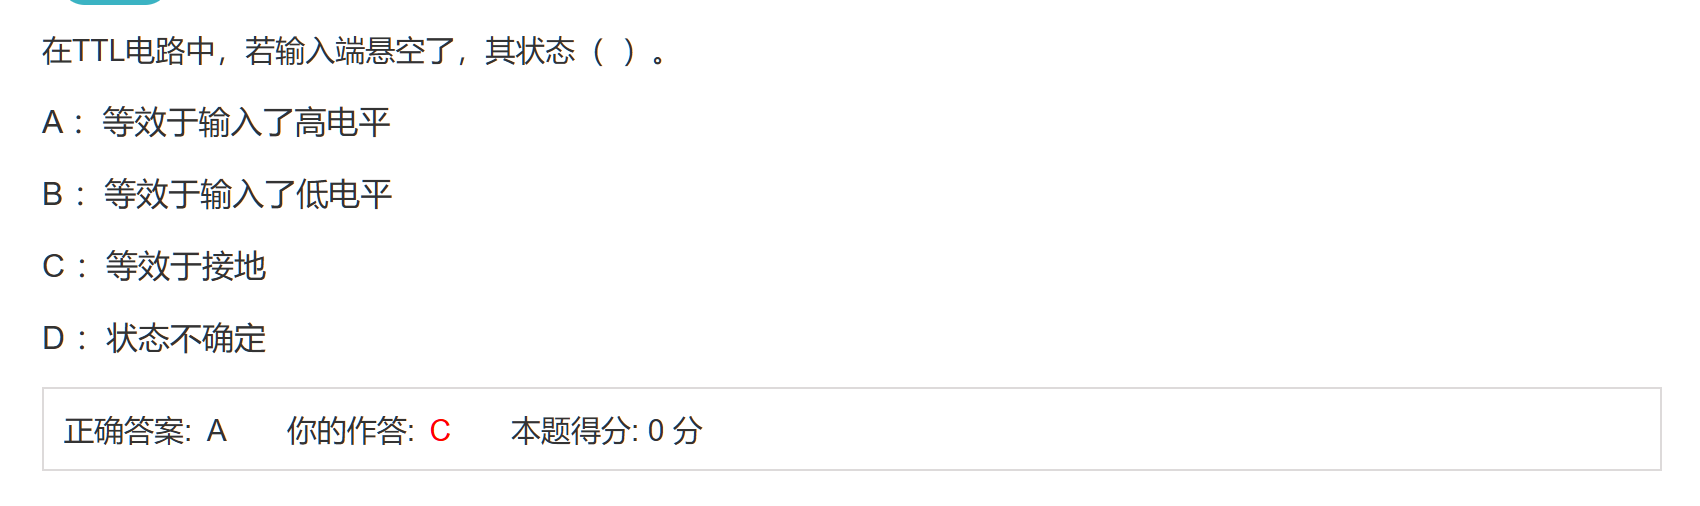 在TTL电路中，若输入端悬空了，其状态（ ）。
A： 等效于输入了高电平
B： 等效于输入了低电平
C： 等效于接地
D： 状态不确定
正确答案: A 你的作答: C 本题得分: 0 分